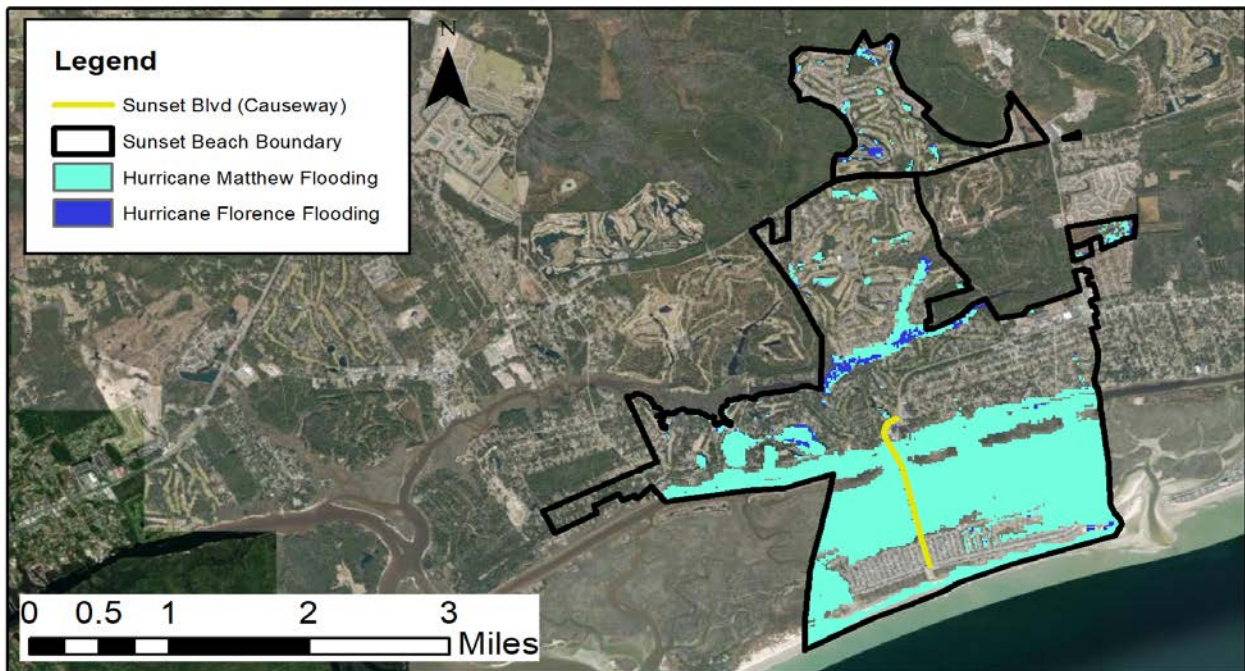 Legend
Sunset Blvd (Causeway)
Sunset Beach Boundary
Hurricane Matthew Flooding
Hurricane Florence Flooding
N
0 0.5 1 2 3
Miles